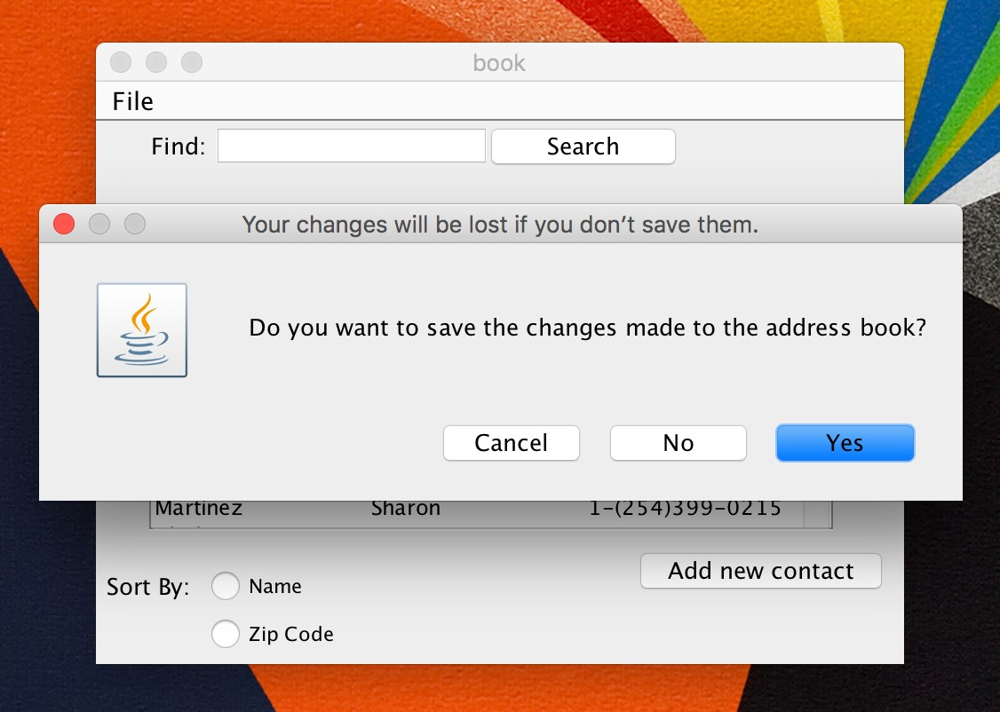 book
File
Find: Search
Your changes will be lost if you don’t save them.
Do you want to save the changes made to the address book?
Cancel No Yes
Martinez Sharon 1-(254)399-0215
Sort By: Name Add new contact
Zip Code